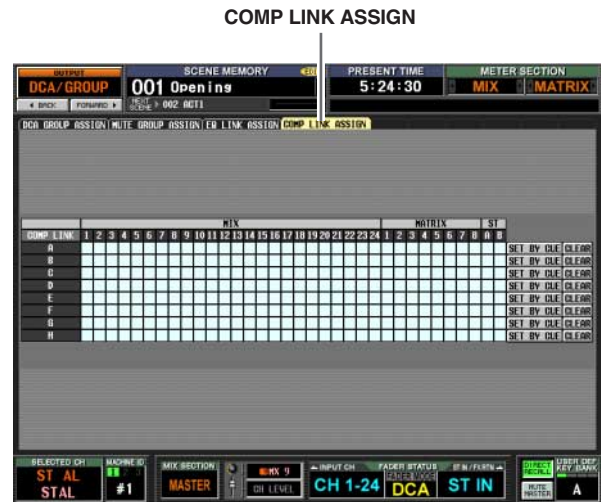 COMP LINK ASSIGN
OUTPUT
DCA/GROUP
BACK FORWARD
SCENE MEMORY
001 Opening
NEXT SCENE 002 ACT1
PRESENT TIME
5:24:30
METER SECTION
MIX MATRIX
DCA GROUP ASSIGN MUTE GROUP ASSIGN EQ LINK ASSIGN COMP LINK ASSIGN
MIX MATRIX ST
COMP LINK 1 2 3 4 5 6 7 8 9 10 11 12 13 14 15 16 17 18 19 20 21 22 23 24 1 2 3 4 5 6 7 8 A B
A SET BY CUE CLEAR
B SET BY CUE CLEAR
C SET BY CUE CLEAR
D SET BY CUE CLEAR
E SET BY CUE CLEAR
F SET BY CUE CLEAR
G SET BY CUE CLEAR
H SET BY CUE CLEAR
SELECTED CH
ST AL
STAL
MACHINE ID
1
#1
MIX SECTION
MASTER
MX 9
CH LEVEL
INPUT CH
CH 1-24
FADER STATUS
FADER MODE
DCA
ST IN/FXRTN
ST IN
DIRECT RECALL
MUTE MASTER
USER DEF KEY BANK
A